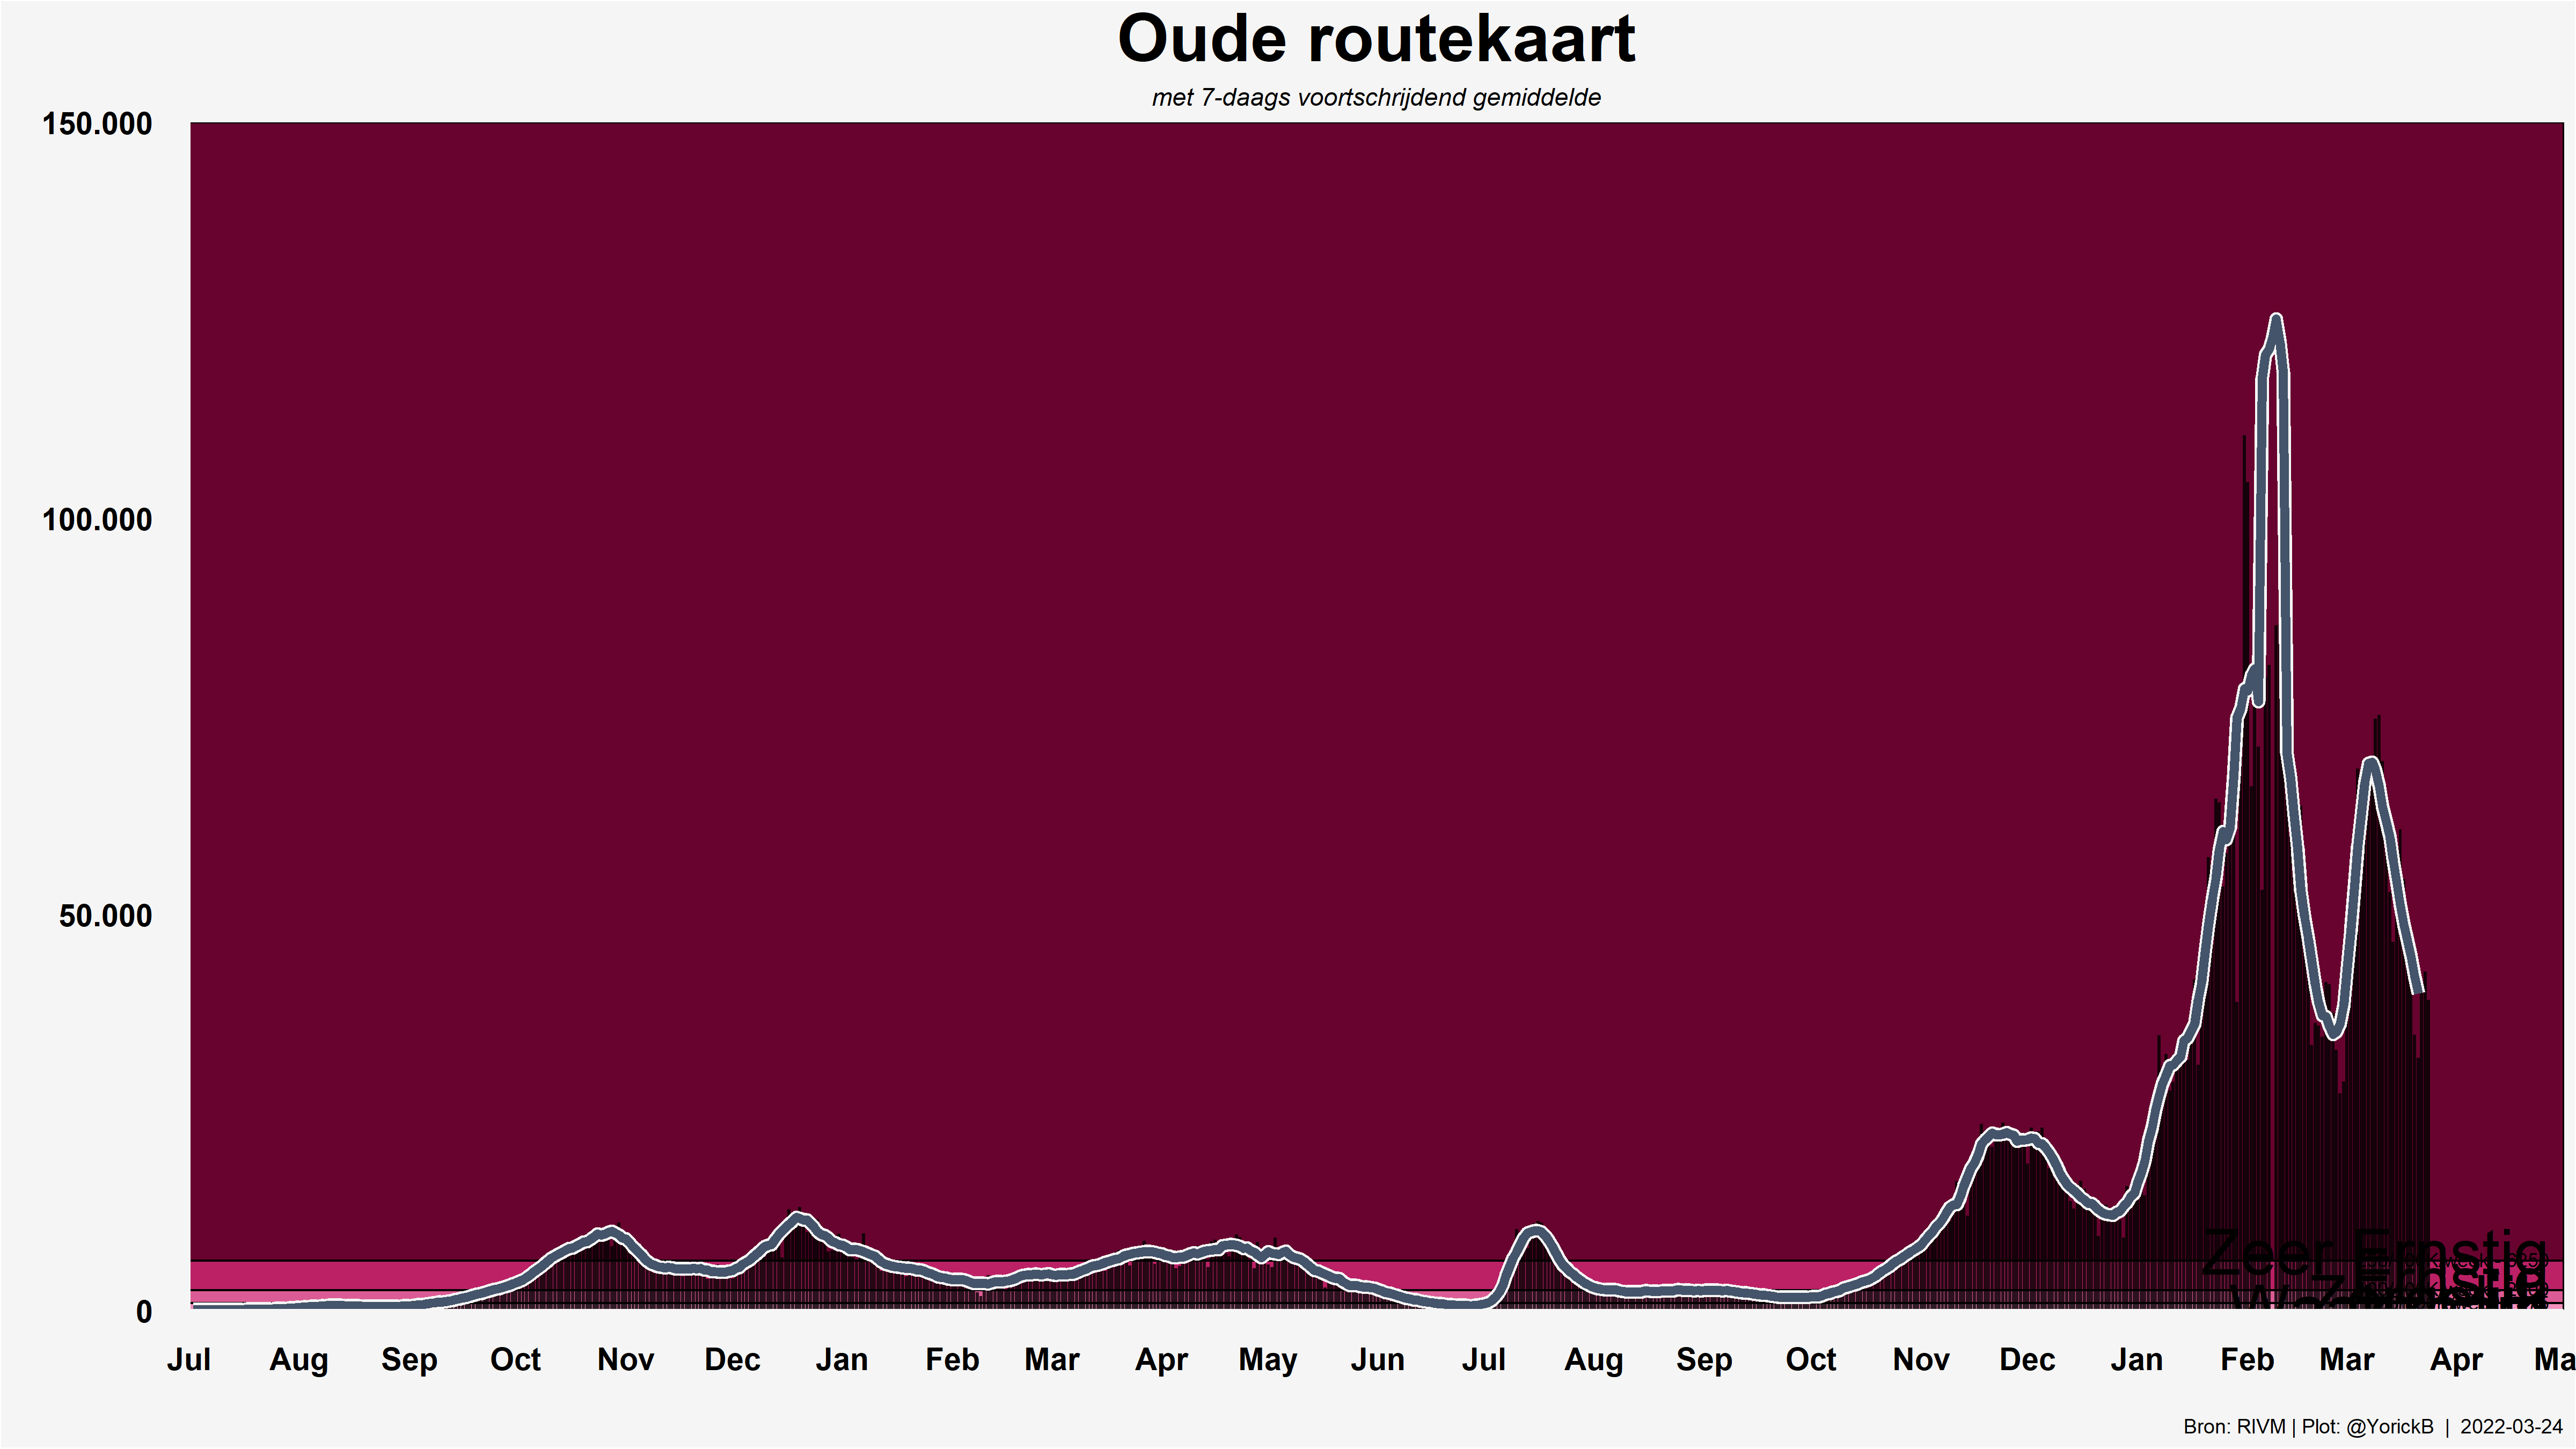 Oude routekaart
met 7-daags voortschrijdend gemiddelde
150.000
100.000
50.000
0
Zeer Ernstig
Ernstig
Jul Aug Sep Oct Nov Dec Jan Feb Mar Apr May Jun Jul Aug Sep Oct Nov Dec Jan Feb Mar Apr Ma
Bron: RIVM | Plot: @YorickB | 2022-03-24